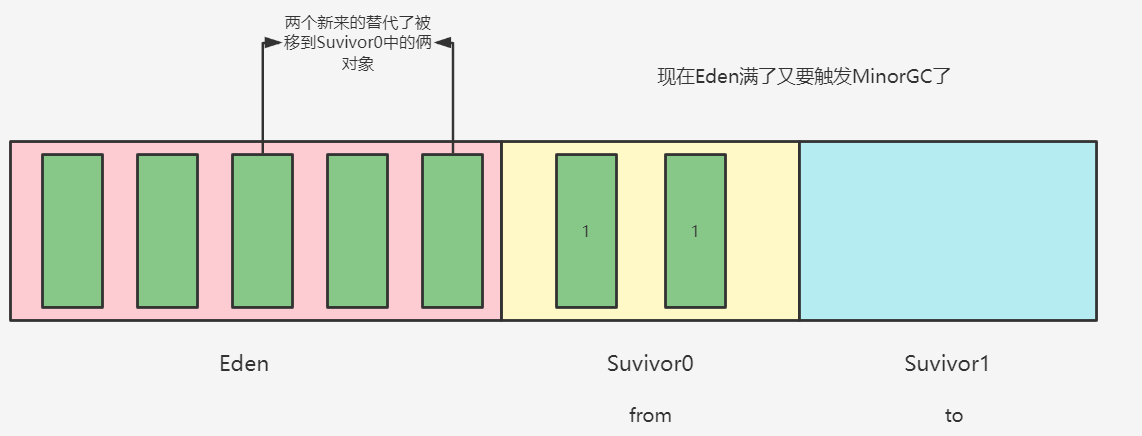 两个新来的替代了被
移到Suvivor0中的俩
对象
现在Eden满了又要触发MinorGC了
1
1
Eden
Suvivor0
Suvivor1
from
to